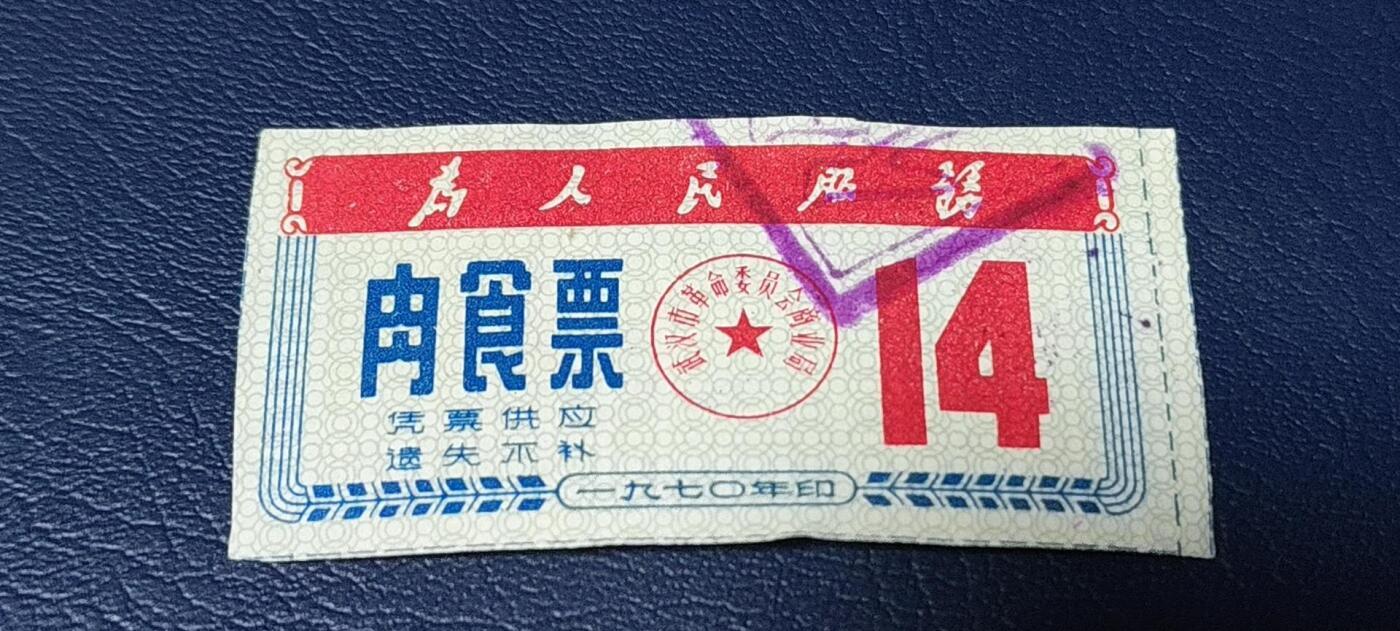 为人民服务
肉食票
凭票供应
遗失不补
武汉市革命委员会商业局
14
一九七〇年印